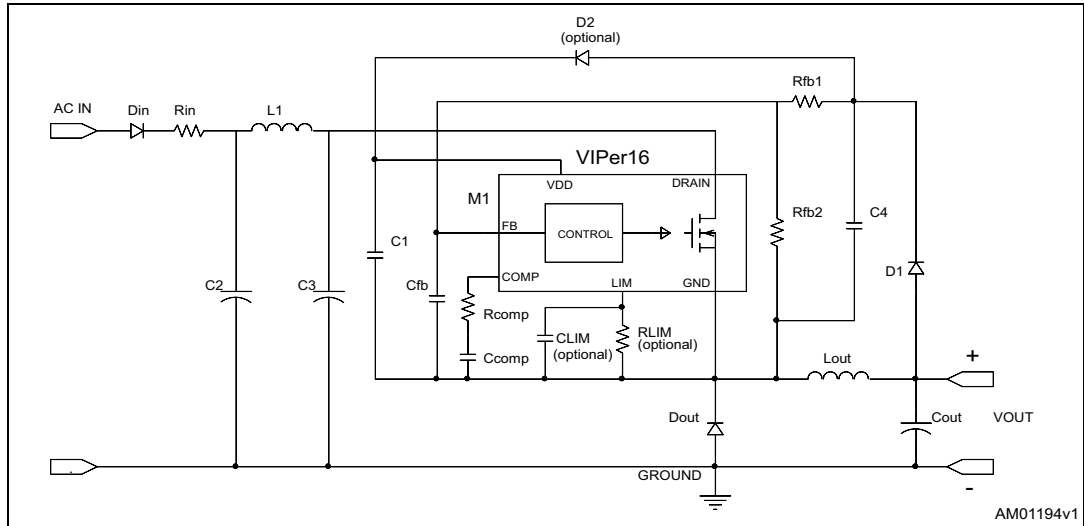 D2
(optional)
Rfb1
AC IN
Din
Rin
L1
VIPer16
VDD
DRAIN
M1
FB
CONTROL
Rfb2
C4
C1
COMP
LIM
GND
D1
C2
C3
Cfb
Rcomp
CLIM
(optional)
RLIM
(optional)
Ccomp
Lout
+
Dout
Cout
VOUT
GROUND
-
AM01194v1